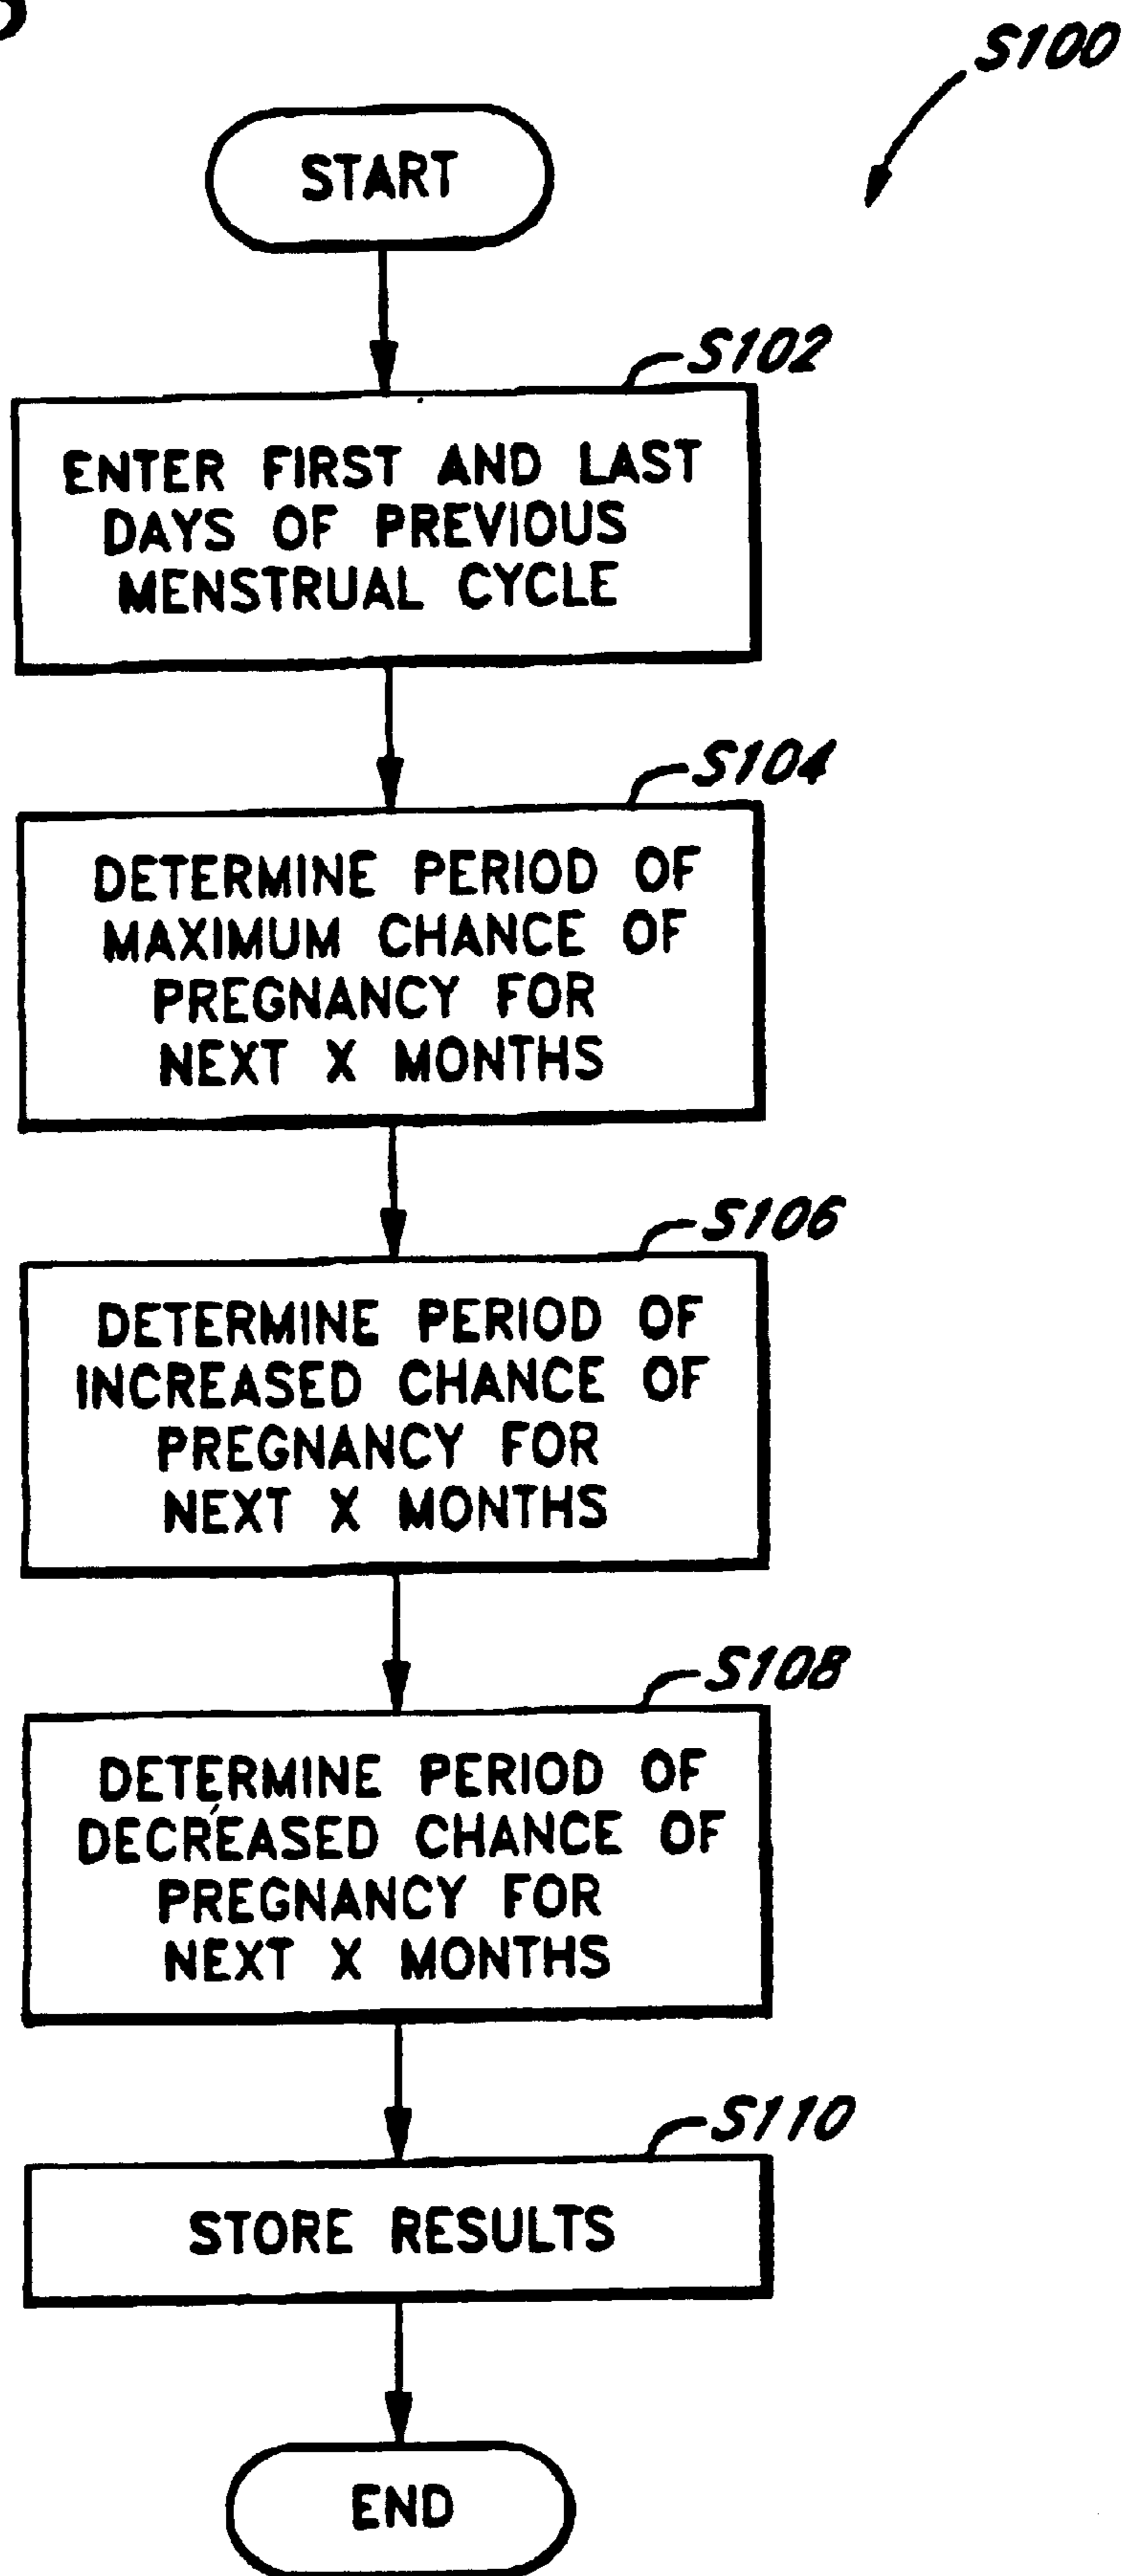 S100
START
S102
ENTER FIRST AND LAST
DAYS OF PREVIOUS
MENSTRUAL CYCLE
S104
DETERMINE PERIOD OF
MAXIMUM CHANCE OF
PREGNANCY FOR
NEXT X MONTHS
S106
DETERMINE PERIOD OF
INCREASED CHANCE OF
PREGNANCY FOR
NEXT X MONTHS
S108
DETERMINE PERIOD OF
DECREASED CHANCE OF
PREGNANCY FOR
NEXT X MONTHS
S110
STORE RESULTS
END